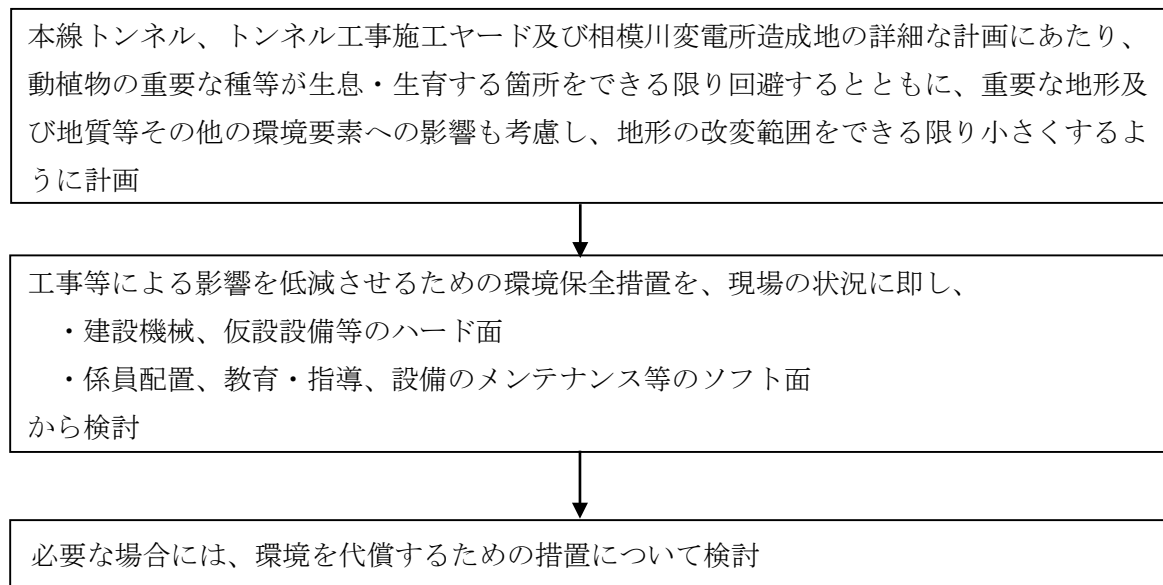 本線トンネル、トンネル工事施工ヤード及び相模川変電所造成地の詳細な計画にあたり、
動植物の重要な種等が生息・生育する箇所をできる限り回避するとともに、重要な地形及
び地質等その他の環境要素への影響も考慮し、地形の改変範囲をできる限り小さくするよ
うに計画
工事等による影響を低減させるための環境保全措置を、現場の状況に即し、
・建設機械、仮設設備等のハード面
・係員配置、教育・指導、設備のメンテナンス等のソフト面
から検討
必要な場合には、環境を代償するための措置について検討